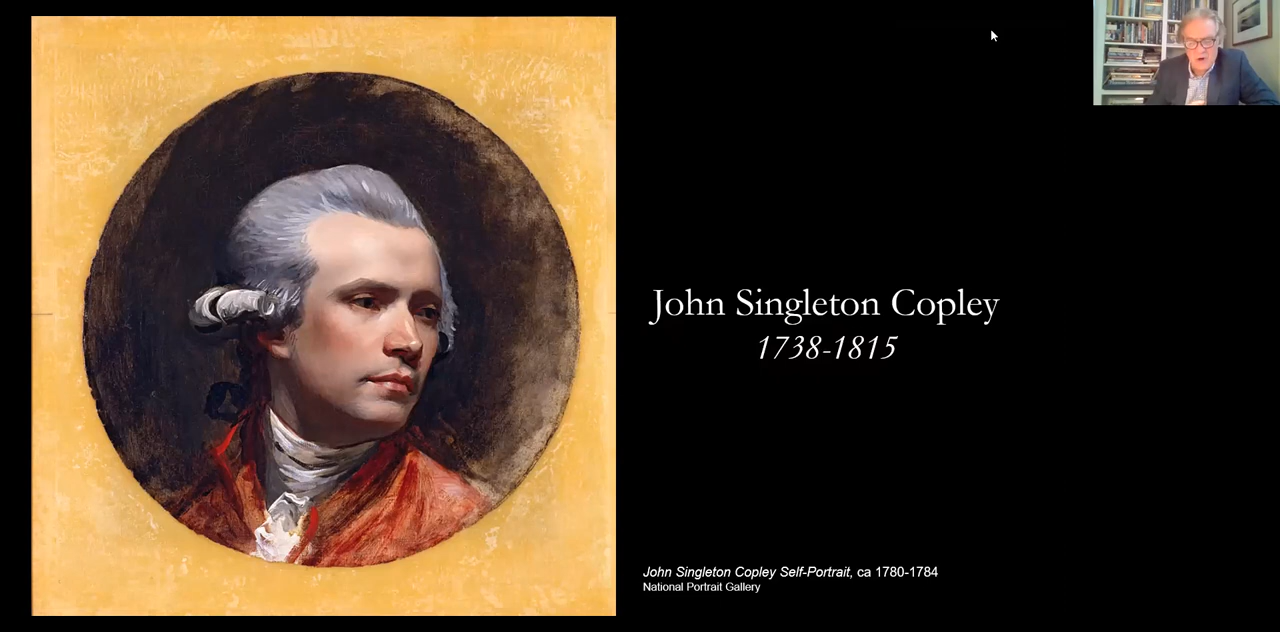 John Singleton Copley
1738-1815
John Singleton Copley Self-Portrait, ca 1780-1784
National Portrait Gallery